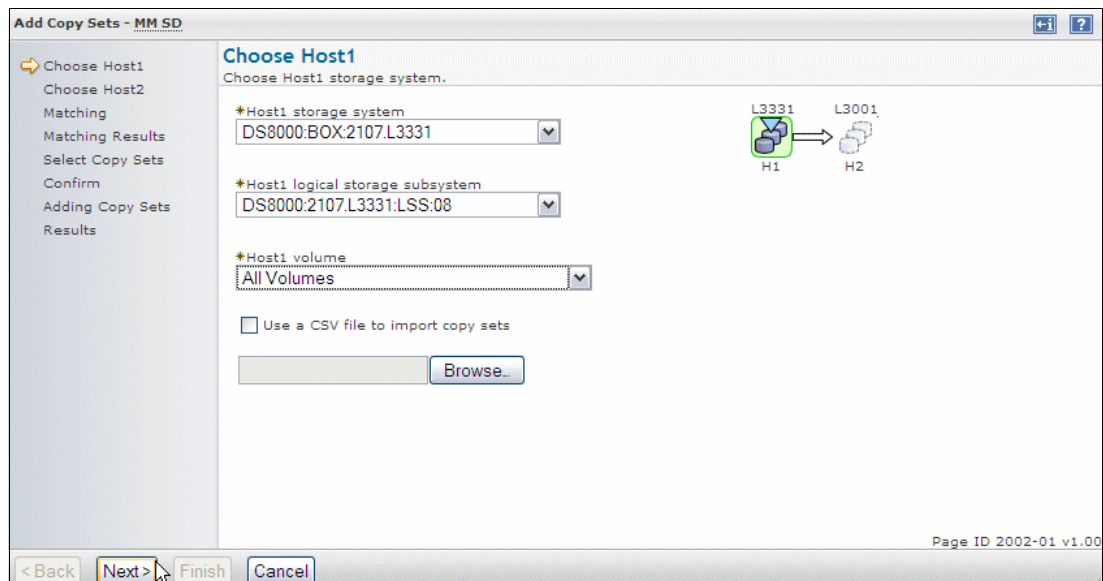 Add Copy Sets - MM SD
Choose Host1
Choose Host2
Matching
Matching Results
Select Copy Sets
Confirm
Adding Copy Sets
Results
Choose Host1
Choose Host1 storage system.
*Host1 storage system
DS8000:BOX:2107.L3331
*Host1 logical storage subsystem
DS8000:2107.L3331:LSS:08
*Host1 volume
All Volumes
Use a CSV file to import copy sets
Browse...
L3331 L3001
H1 H2
Page ID 2002-01 v1.00
< Back Next > Finish Cancel